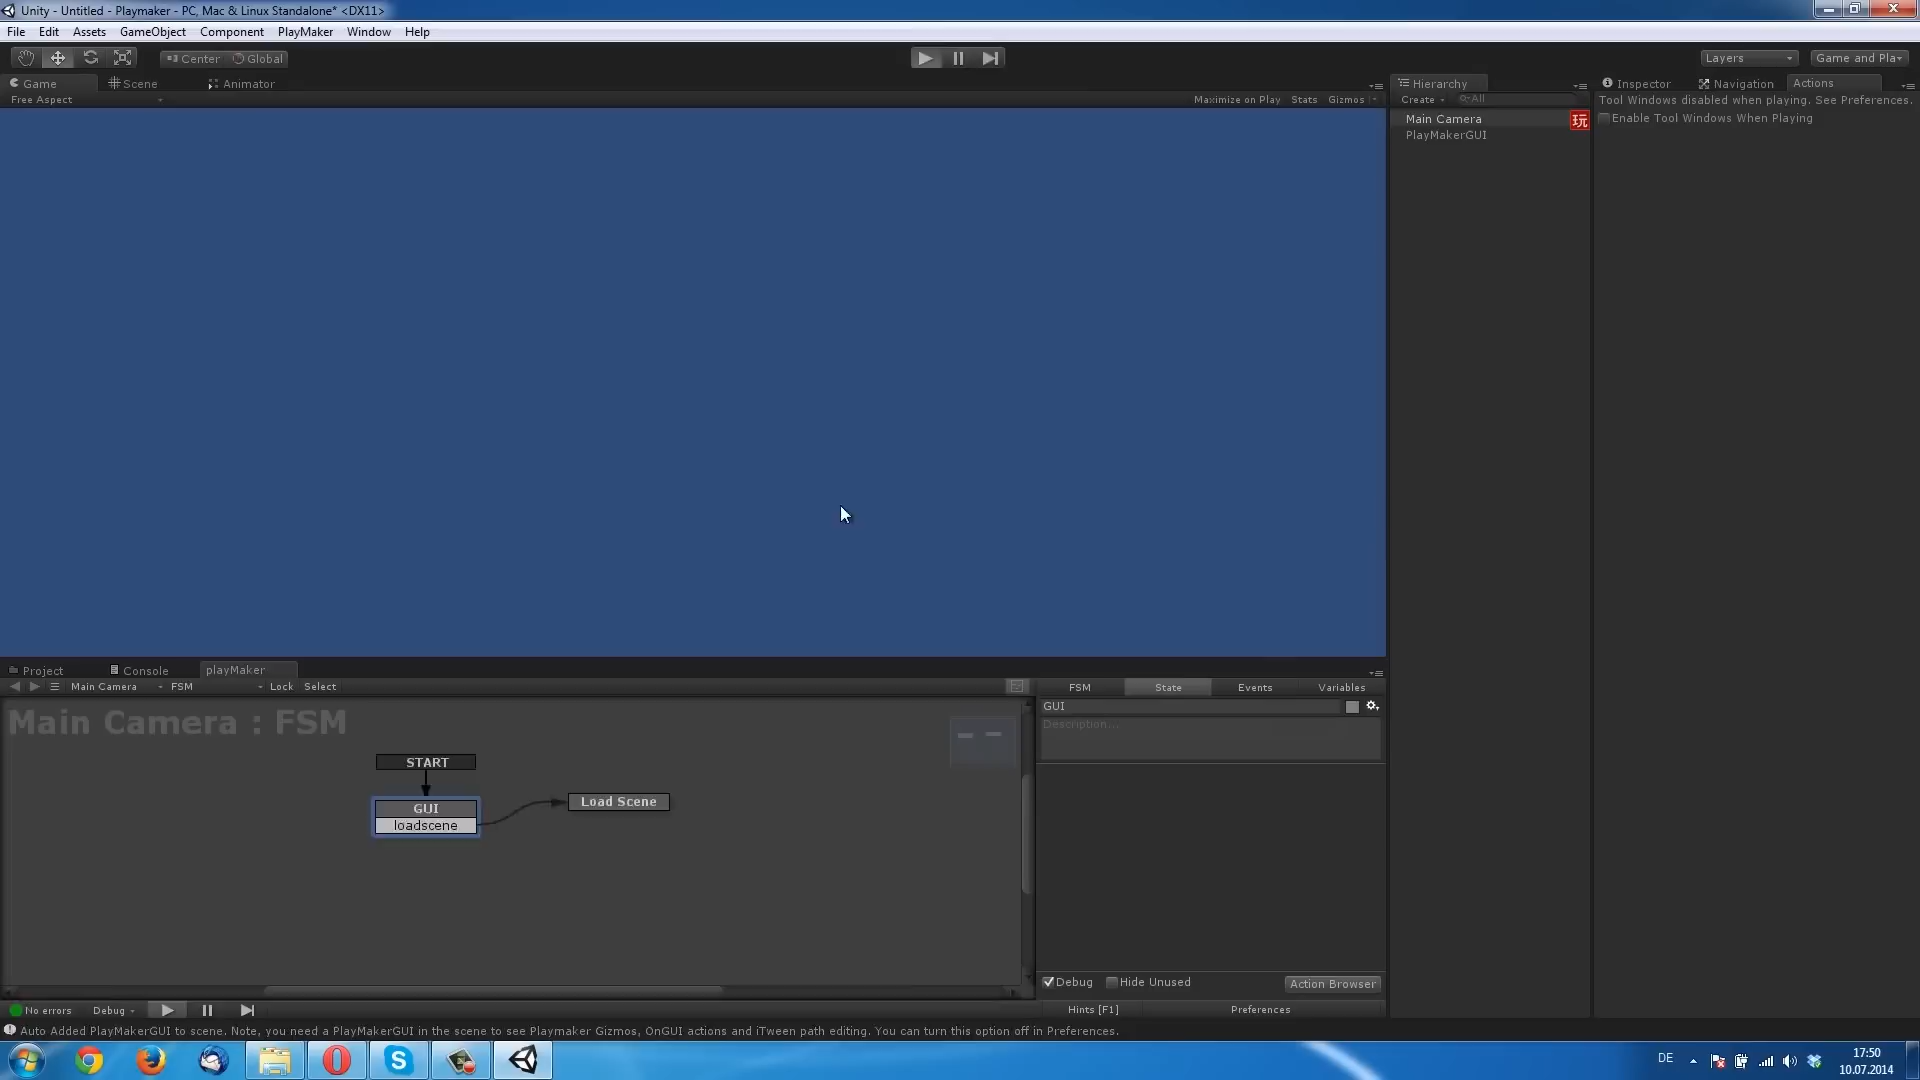 Unity - Untitled - Playmaker - PC, Mac & Linux Standalone* <DX11>
File Edit Assets GameObject Component PlayMaker Window Help
Center Global Layers Game and Pla
Game Scene Animator Hierarchy Inspector Navigation Actions
Free Aspect Maximize on Play Stats Gizmos Create All Tool Windows disabled when playing. See Preferences.
Main Camera 玩 Enable Tool Windows When Playing
PlayMakerGUI
Project Console playMaker
Main Camera FSM Lock Select FSM State Events Variables
GUI
Main Camera : FSM
Description...
START
GUI
loadscene
Load Scene
Debug Hide Unused Action Browser
No errors Debug Hints [F1] Preferences
Auto Added PlayMakerGUI to scene. Note, you need a PlayMakerGUI in the scene to see Playmaker Gizmos, OnGUI actions and iTween path editing. You can turn this option off in Preferences.
DE 17:50
10.07.2014